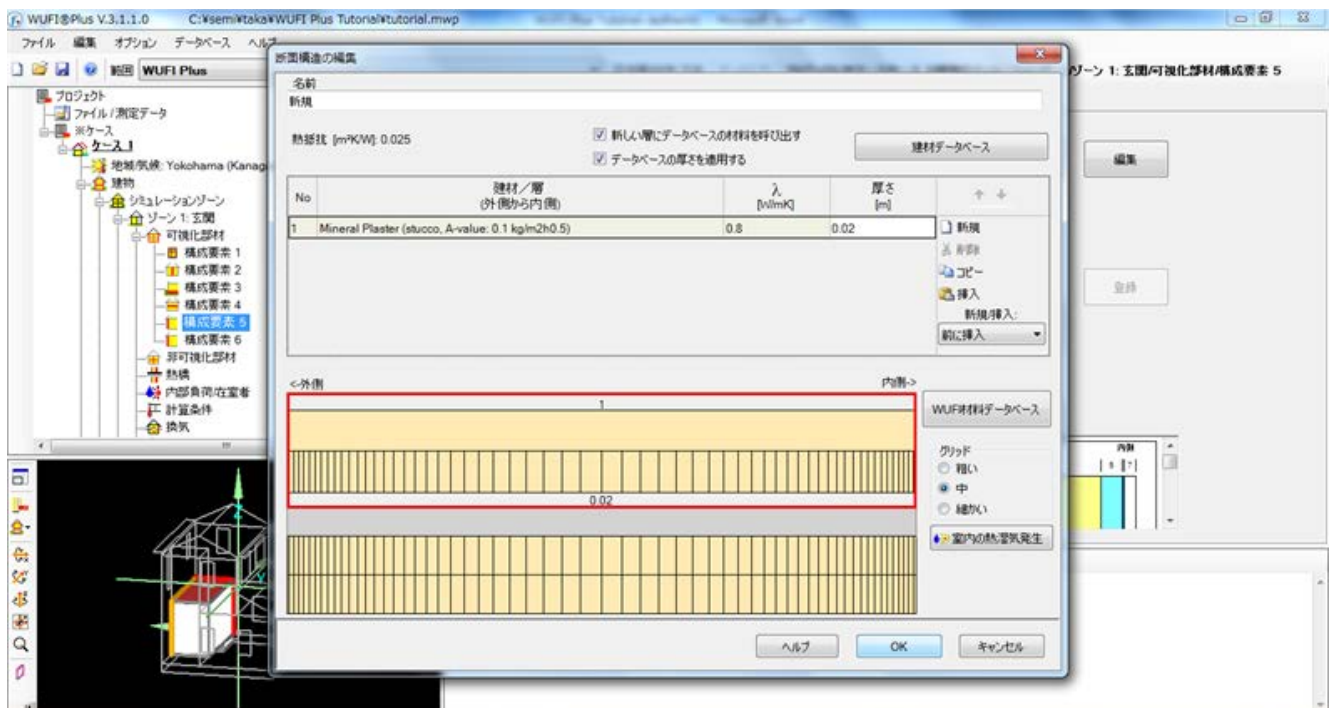 WUFI®Plus V.3.1.1.0 C:¥semi¥taka¥WUFI Plus Tutorial¥tutorial.mwp
ファイル 編集 オプション データベース ヘルプ
範囲 WUFI Plus
ゾーン 1: 玄関/可視化部材/構成要素 5
プロジェクト
ファイル / 測定データ
※ケース
ケース 1
地域/気候: Yokohama (Kanag
建物
シミュレーションゾーン
ゾーン 1: 玄関
可視化部材
構成要素 1
構成要素 2
構成要素 3
構成要素 4
構成要素 5
構成要素 6
非可視化部材
熱橋
内部負荷/在室者
計算条件
換気
断面構造の編集
名前
新規
熱抵抗 [m²K/W]: 0.025
新しい層にデータベースの材料を呼び出す
データベースの厚さを適用する
建材データベース
No
建材/層
(外側から内側)
λ
[W/mK]
厚さ
[m]
1 Mineral Plaster (stucco, A-value: 0.1 kg/m2h0.5) 0.8 0.02
新規
削除
コピー
挿入
新規/挿入:
前に挿入
<-外側 内側->
1
0.02
WUFI材料データベース
グリッド
粗い
中
細かい
室内の熱湿気発生
ヘルプ OK キャンセル
編集
登録
内側
Z
Y